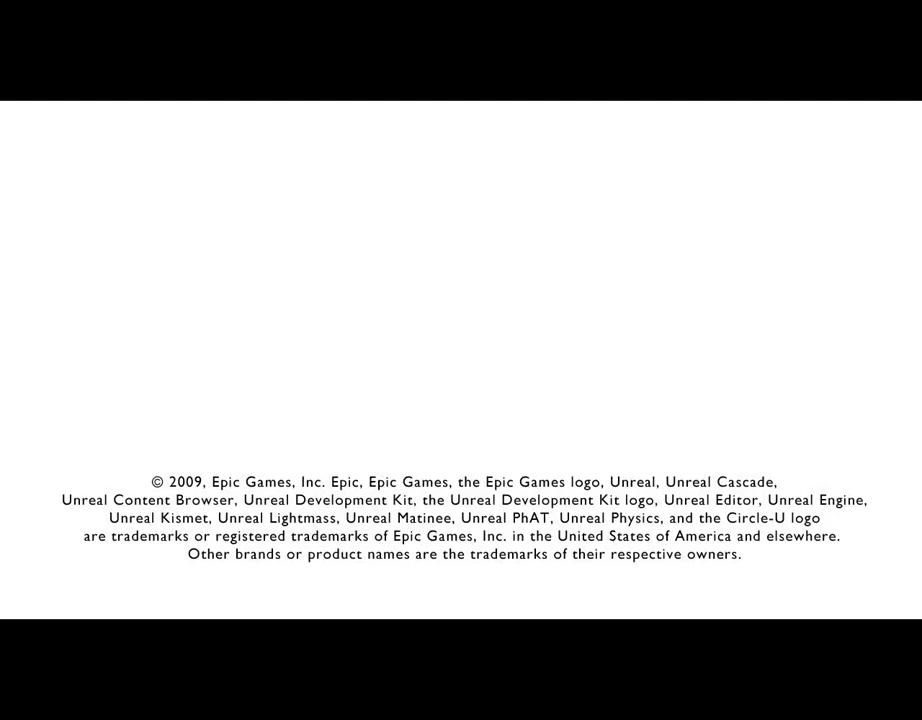 © 2009, Epic Games, Inc. Epic, Epic Games, the Epic Games logo, Unreal, Unreal Cascade,
Unreal Content Browser, Unreal Development Kit, the Unreal Development Kit logo, Unreal Editor, Unreal Engine,
Unreal Kismet, Unreal Lightmass, Unreal Matinee, Unreal PhAT, Unreal Physics, and the Circle-U logo
are trademarks or registered trademarks of Epic Games, Inc. in the United States of America and elsewhere.
Other brands or product names are the trademarks of their respective owners.